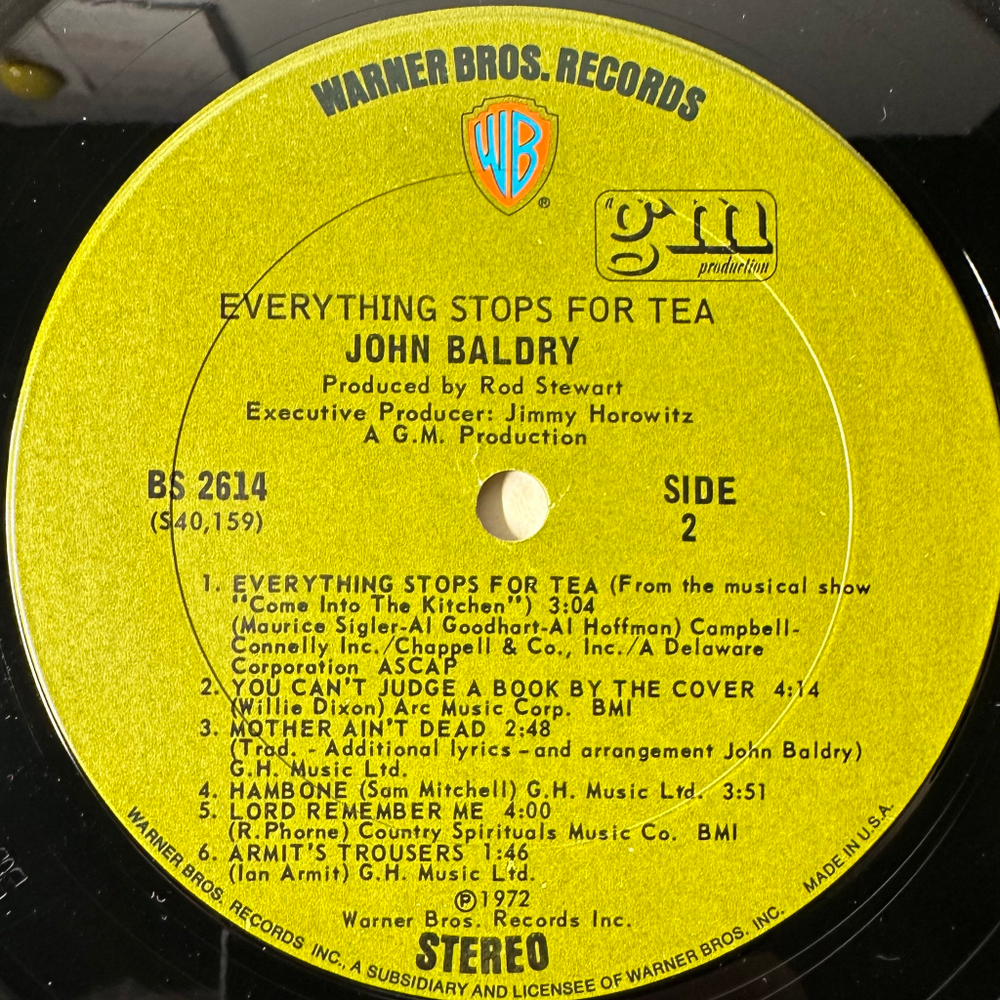 WARNER BROS. RECORDS
WB
®
a gm
production
EVERYTHING STOPS FOR TEA
JOHN BALDRY
Produced by Rod Stewart
Executive Producer: Jimmy Horowitz
A G.M. Production
BS 2614
(S40,159)
SIDE
2
1. EVERYTHING STOPS FOR TEA (From the musical show
"Come Into The Kitchen") 3:04
(Maurice Sigler-Al Goodhart-Al Hoffman) Campbell-
Connelly Inc./Chappell & Co., Inc./A Delaware
Corporation ASCAP
2. YOU CAN'T JUDGE A BOOK BY THE COVER 4:14
(Willie Dixon) Arc Music Corp. BMI
3. MOTHER AIN'T DEAD 2:48
(Trad. - Additional lyrics - and arrangement John Baldry)
G.H. Music Ltd.
4. HAMBONE (Sam Mitchell) G.H. Music Ltd. 3:51
5. LORD REMEMBER ME 4:00
(R.Phorne) Country Spirituals Music Co. BMI
6. ARMIT'S TROUSERS 1:46
(Ian Armit) G.H. Music Ltd.
℗1972
Warner Bros. Records Inc.
STEREO
WARNER BROS. RECORDS INC., A SUBSIDIARY AND LICENSEE OF WARNER BROS. INC.
MADE IN U.S.A.